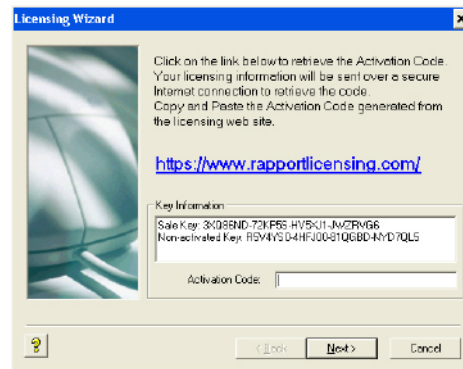 Licensing Wizard
Click on the link below to retrieve the Activation Code.
Your licensing information will be sent over a secure
Internet connection to retrieve the code.
Copy and Paste the Activation Code generated from
the licensing web site.
https://www.rapportlicensing.com/
Key Information
Sale Key:
Non-activated Key:
Activation Code:
< Back
Next >
Cancel